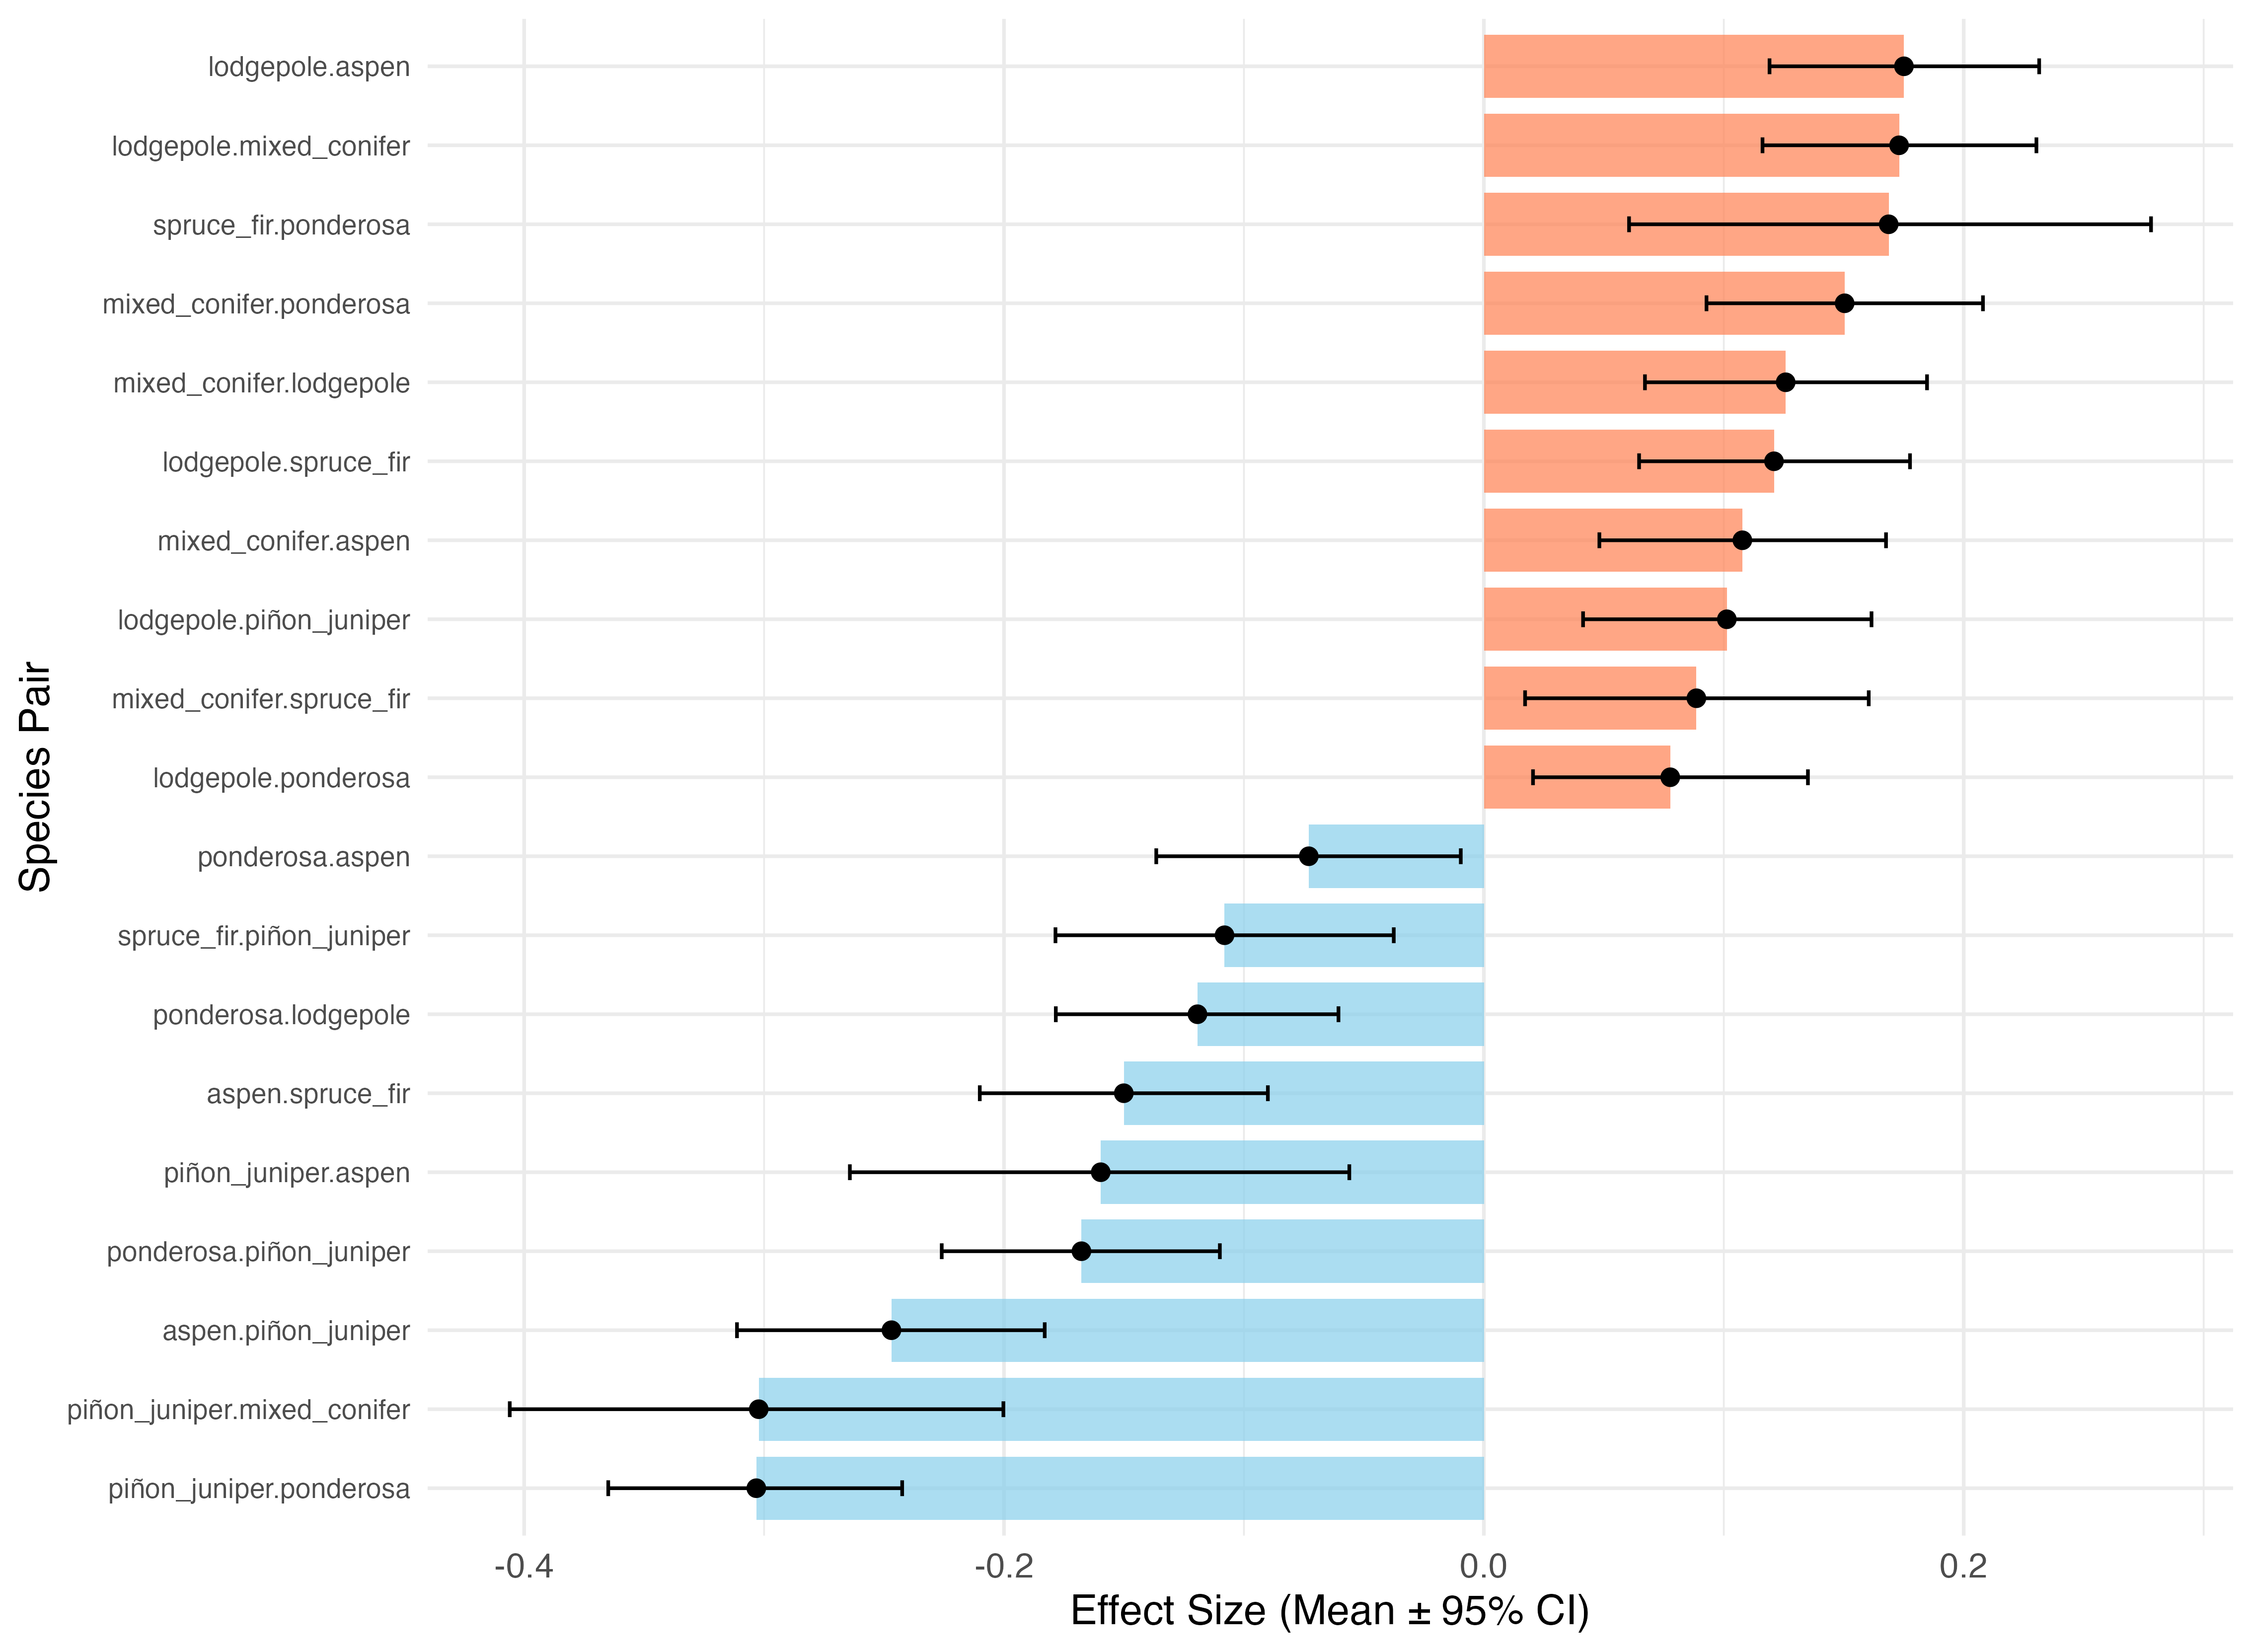 lodgepole.aspen
lodgepole.mixed_conifer
spruce_fir.ponderosa
mixed_conifer.ponderosa
mixed_conifer.lodgepole
lodgepole.spruce_fir
mixed_conifer.aspen
lodgepole.piñon_juniper
mixed_conifer.spruce_fir
lodgepole.ponderosa
ponderosa.aspen
spruce_fir.piñon_juniper
ponderosa.lodgepole
aspen.spruce_fir
piñon_juniper.aspen
ponderosa.piñon_juniper
aspen.piñon_juniper
piñon_juniper.mixed_conifer
piñon_juniper.ponderosa
Species Pair
-0.4 -0.2 0.0 0.2
Effect Size (Mean ± 95% CI)